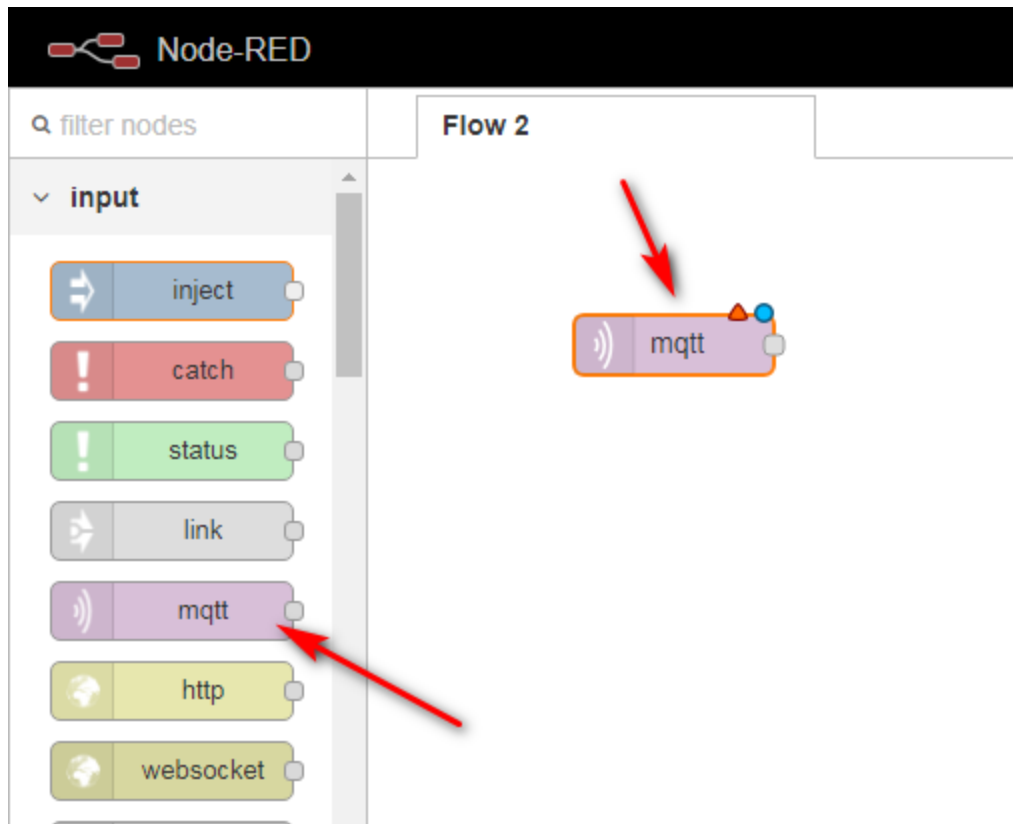 Node-RED
filter nodes
Flow 2
input
inject
catch
status
link
mqtt
http
websocket
mqtt